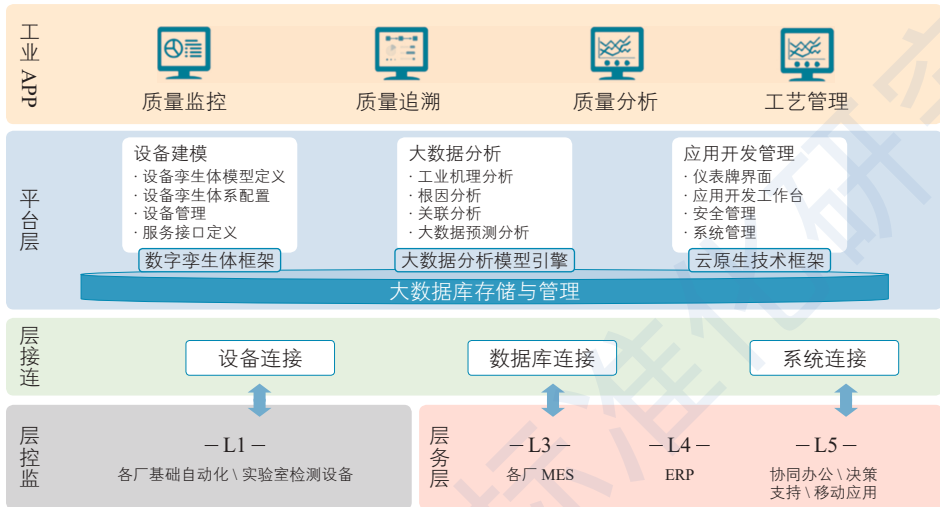 工业 APP
质量监控
质量追溯
质量分析
工艺管理
平台层
设备建模
· 设备孪生体模型定义
· 设备孪生体系配置
· 设备管理
· 服务接口定义
数字孪生体框架
大数据分析
· 工业机理分析
· 根因分析
· 关联分析
· 大数据预测分析
大数据分析模型引擎
应用开发管理
· 仪表牌界面
· 应用开发工作台
· 安全管理
· 系统管理
云原生技术框架
大数据库存储与管理
层接连
设备连接
数据库连接
系统连接
层控监
－L1－
各厂基础自动化 \ 实验室检测设备
层务层
－L3－
各厂 MES
－L4－
ERP
－L5－
协同办公 \ 决策
支持 \ 移动应用
标准化研究